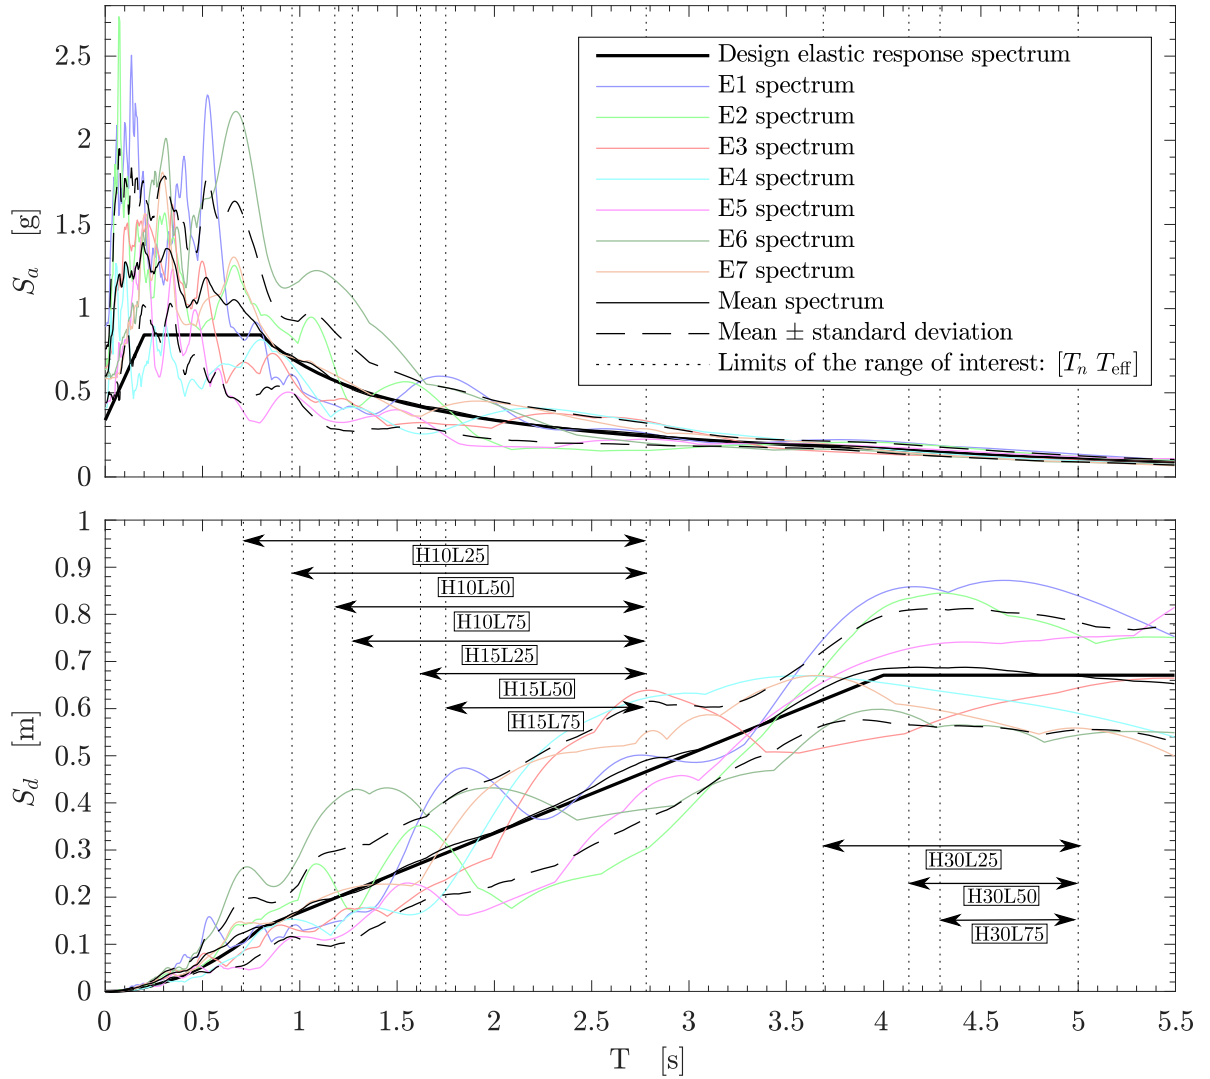 2.5
2
1.5
1
0.5
0
S_a [g]
Design elastic response spectrum
E1 spectrum
E2 spectrum
E3 spectrum
E4 spectrum
E5 spectrum
E6 spectrum
E7 spectrum
Mean spectrum
Mean ± standard deviation
Limits of the range of interest: [T_n T_eff]
1
0.9
0.8
0.7
0.6
0.5
0.4
0.3
0.2
0.1
0
S_d [m]
H10L25
H10L50
H10L75
H15L25
H15L50
H15L75
H30L25
H30L50
H30L75
0 0.5 1 1.5 2 2.5 3 3.5 4 4.5 5 5.5
T [s]